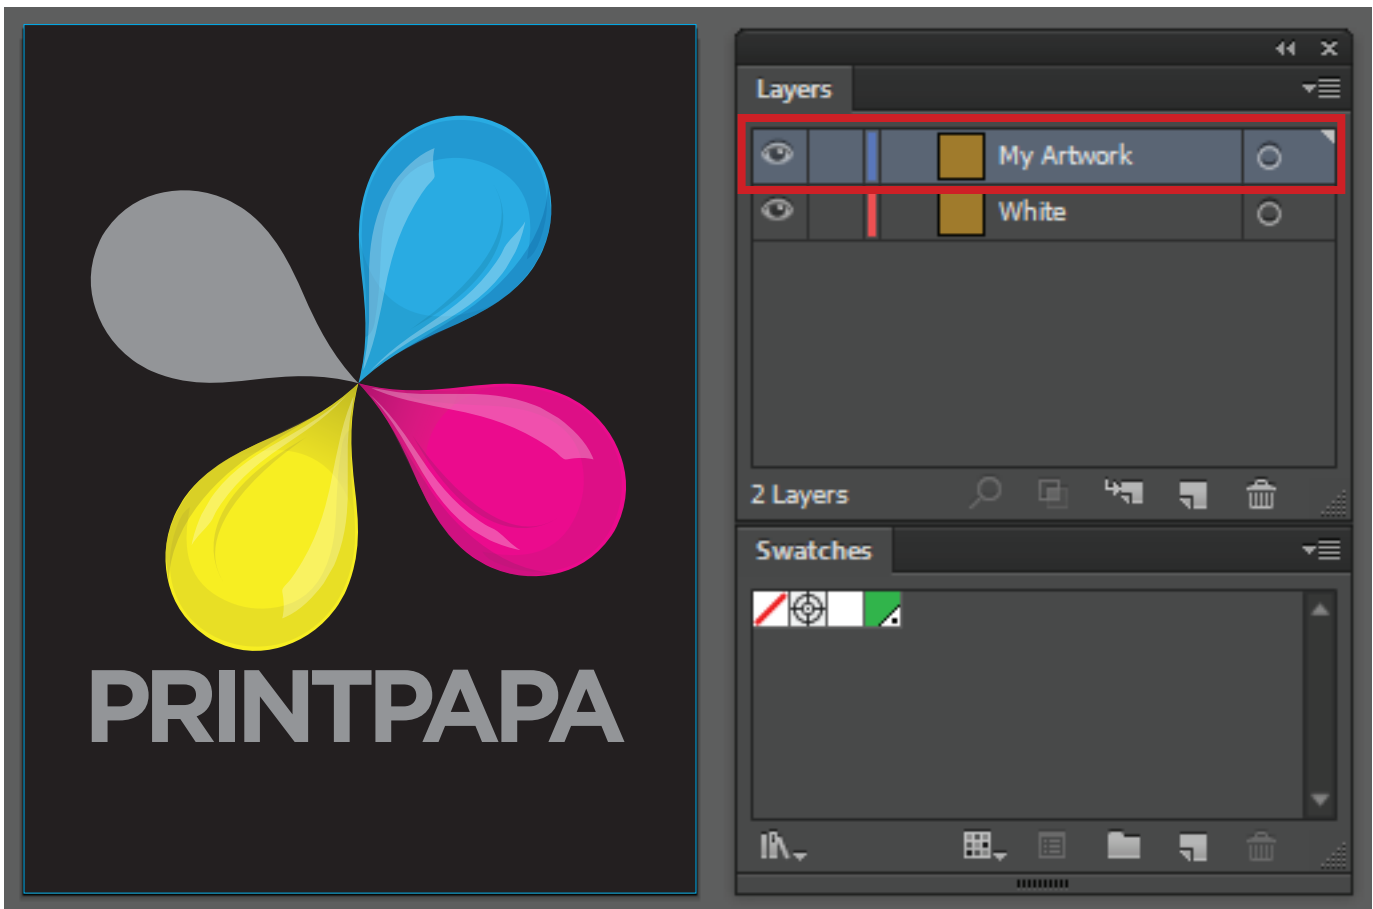 Layers
My Artwork
White
2 Layers
Swatches
PRINTPAPA